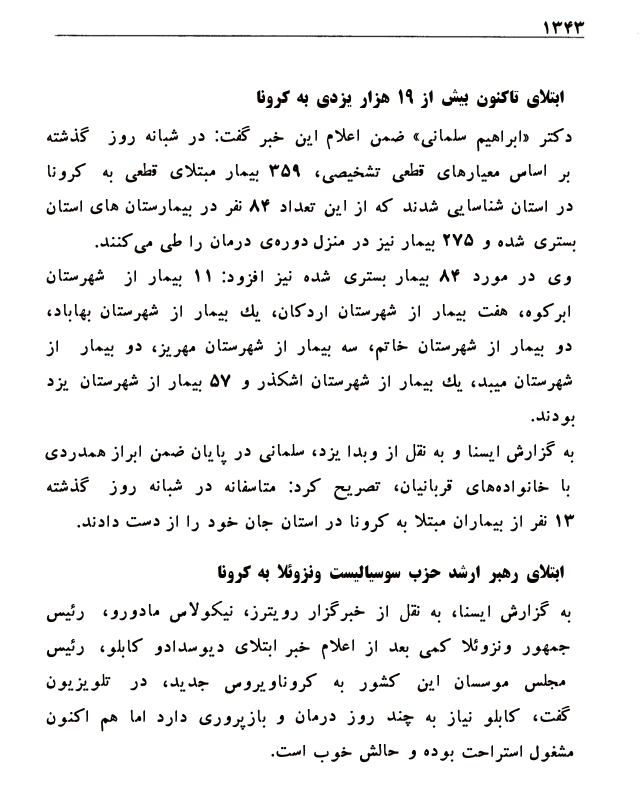 ۱۳۴۳
ابتلای تاکنون بیش از ۱۹ هزار یزدی به کرونا
دکتر «ابراهیم سلمانی» ضمن اعلام این خبر گفت: در شبانه روز گذشته
بر اساس معیارهای قطعی تشخیصی، ۳۵۹ بیمار مبتلای قطعی به کرونا
در استان شناسایی شدند که از این تعداد ۸۴ نفر در بیمارستان های استان
بستری شده و ۲۷۵ بیمار نیز در منزل دوره‌ی درمان را طی می‌کنند.
وی در مورد ۸۴ بیمار بستری شده نیز افزود: ۱۱ بیمار از شهرستان
ابرکوه، هفت بیمار از شهرستان اردکان، یك بیمار از شهرستان بهاباد،
دو بیمار از شهرستان خاتم، سه بیمار از شهرستان مهریز، دو بیمار از
شهرستان میبد، یك بیمار از شهرستان اشکذر و ۵۷ بیمار از شهرستان یزد
بودند.
به گزارش ایسنا و به نقل از وبدا یزد، سلمانی در پایان ضمن ابراز همدردی
با خانواده‌های قربانیان، تصریح کرد: متاسفانه در شبانه روز گذشته
۱۳ نفر از بیماران مبتلا به کرونا در استان جان خود را از دست دادند.
ابتلای رهبر ارشد حزب سوسیالیست ونزوئلا به کرونا
به گزارش ایسنا، به نقل از خبرگزار رویترز، نیکولاس مادورو، رئیس
جمهور ونزوئلا کمی بعد از اعلام خبر ابتلای دیوسدادو کابلو، رئیس
مجلس موسسان این کشور به کروناویروس جدید، در تلویزیون
گفت، کابلو نیاز به چند روز درمان و بازپروری دارد اما هم اکنون
مشغول استراحت بوده و حالش خوب است.